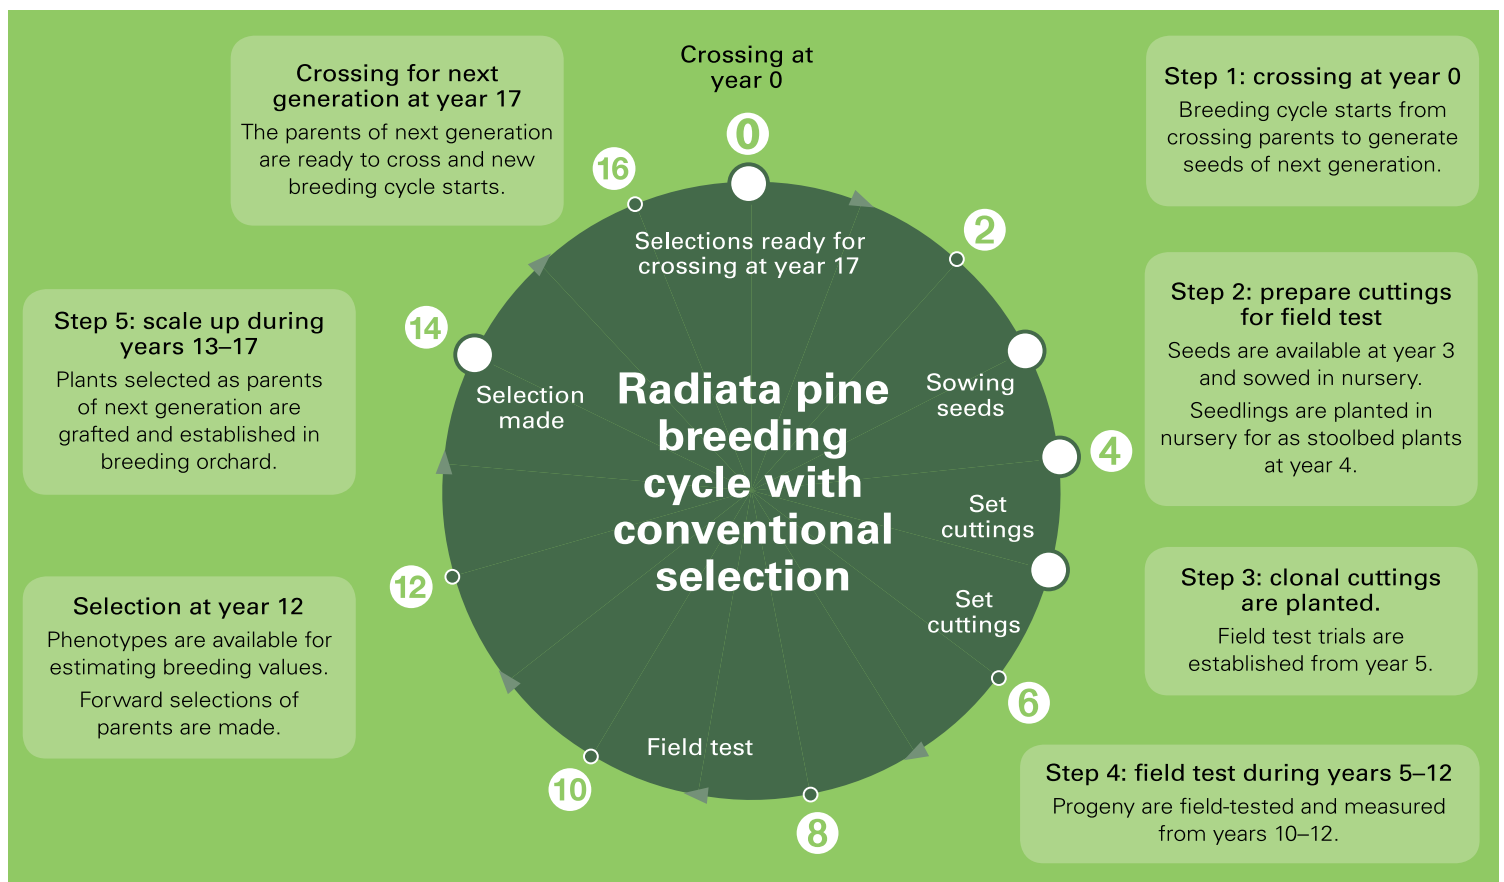 Crossing at
year 0
0
2
4
6
8
10
12
14
16
Selections ready for
crossing at year 17
Sowing
seeds
Set
cuttings
Set
cuttings
Field test
Selection
made
Radiata pine
breeding
cycle with
conventional
selection
Step 1: crossing at year 0
Breeding cycle starts from
crossing parents to generate
seeds of next generation.
Step 2: prepare cuttings
for field test
Seeds are available at year 3
and sowed in nursery.
Seedlings are planted in
nursery for as stoolbed plants
at year 4.
Step 3: clonal cuttings
are planted.
Field test trials are
established from year 5.
Step 4: field test during years 5–12
Progeny are field-tested and measured
from years 10–12.
Selection at year 12
Phenotypes are available for
estimating breeding values.
Forward selections of
parents are made.
Step 5: scale up during
years 13–17
Plants selected as parents
of next generation are
grafted and established in
breeding orchard.
Crossing for next
generation at year 17
The parents of next generation
are ready to cross and new
breeding cycle starts.